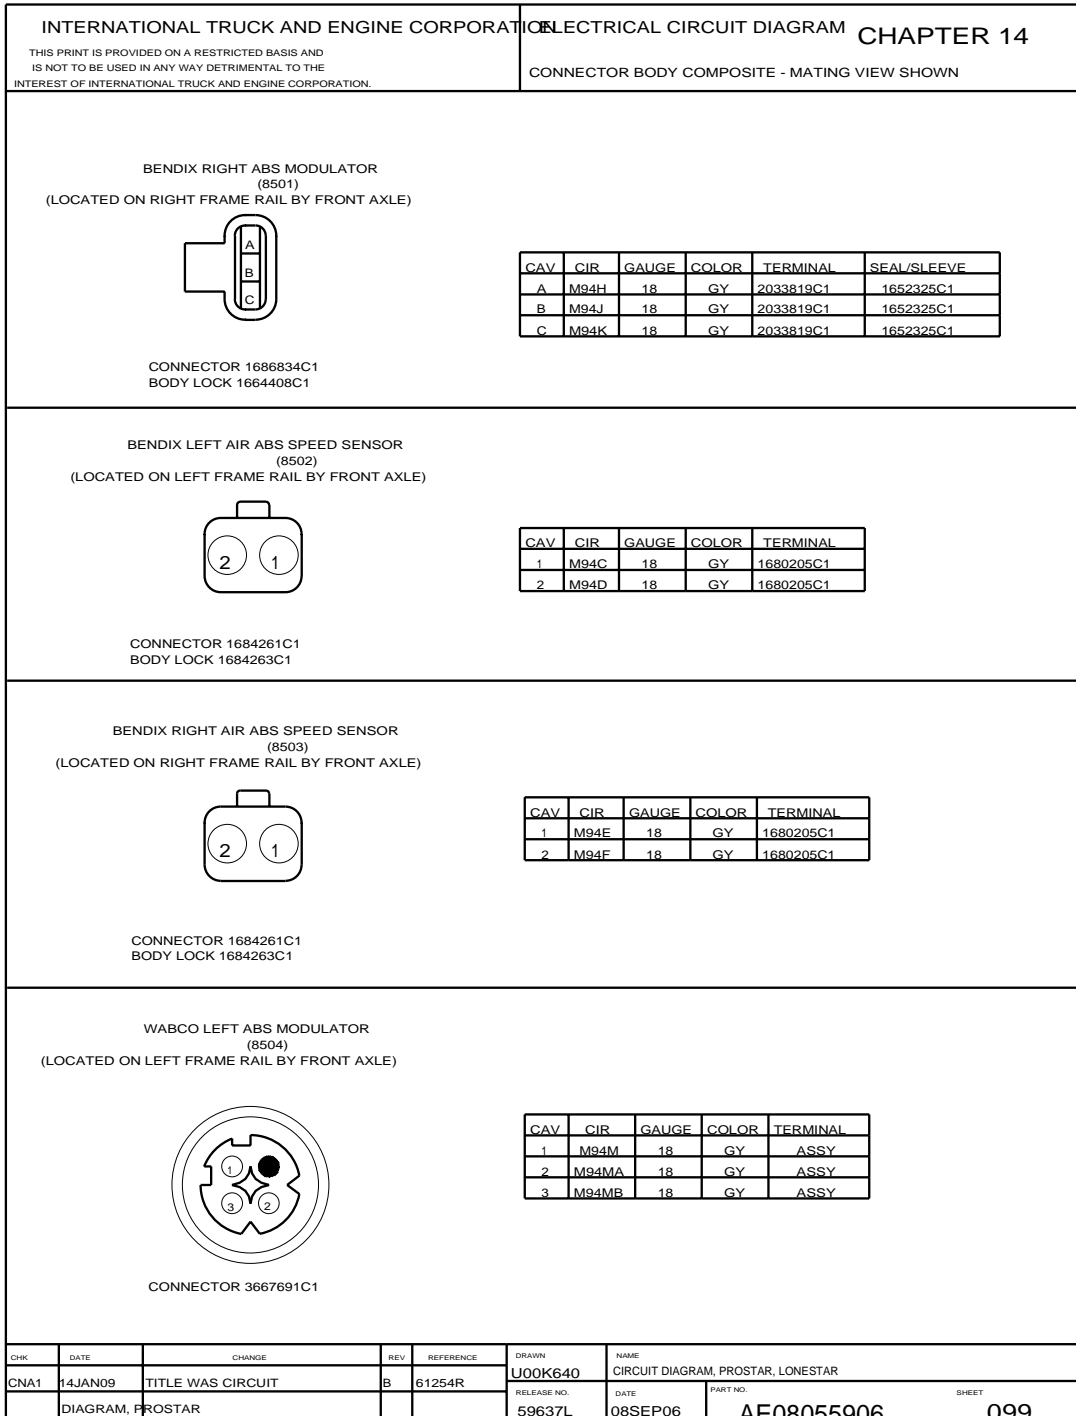 INTERNATIONAL TRUCK AND ENGINE CORPORATION
THIS PRINT IS PROVIDED ON A RESTRICTED BASIS AND
IS NOT TO BE USED IN ANY WAY DETRIMENTAL TO THE
INTEREST OF INTERNATIONAL TRUCK AND ENGINE CORPORATION.
ELECTRICAL CIRCUIT DIAGRAM CHAPTER 14
CONNECTOR BODY COMPOSITE - MATING VIEW SHOWN
BENDIX RIGHT ABS MODULATOR
(8501)
(LOCATED ON RIGHT FRAME RAIL BY FRONT AXLE)
A
B
C
CONNECTOR 1686834C1
BODY LOCK 1664408C1
CAV CIR GAUGE COLOR TERMINAL SEAL/SLEEVE
A M94H 18 GY 2033819C1 1652325C1
B M94J 18 GY 2033819C1 1652325C1
C M94K 18 GY 2033819C1 1652325C1
BENDIX LEFT AIR ABS SPEED SENSOR
(8502)
(LOCATED ON LEFT FRAME RAIL BY FRONT AXLE)
2 1
CONNECTOR 1684261C1
BODY LOCK 1684263C1
CAV CIR GAUGE COLOR TERMINAL
1 M94C 18 GY 1680205C1
2 M94D 18 GY 1680205C1
BENDIX RIGHT AIR ABS SPEED SENSOR
(8503)
(LOCATED ON RIGHT FRAME RAIL BY FRONT AXLE)
2 1
CONNECTOR 1684261C1
BODY LOCK 1684263C1
CAV CIR GAUGE COLOR TERMINAL
1 M94E 18 GY 1680205C1
2 M94F 18 GY 1680205C1
WABCO LEFT ABS MODULATOR
(8504)
(LOCATED ON LEFT FRAME RAIL BY FRONT AXLE)
1
3 2
CONNECTOR 3667691C1
CAV CIR GAUGE COLOR TERMINAL
1 M94M 18 GY ASSY
2 M94MA 18 GY ASSY
3 M94MB 18 GY ASSY
CHK DATE CHANGE REV REFERENCE
CNA1 14JAN09 TITLE WAS CIRCUIT B 61254R
DIAGRAM, PROSTAR
DRAWN
U00K640
NAME
CIRCUIT DIAGRAM, PROSTAR, LONESTAR
RELEASE NO.
59637L
DATE
08SEP06
PART NO.
AE08055906
SHEET
099